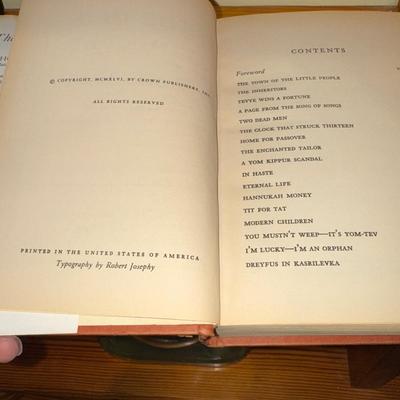 © COPYRIGHT, MCMXLVI, BY CROWN PUBLISHERS, INC.
ALL RIGHTS RESERVED
PRINTED IN THE UNITED STATES OF AMERICA
Typography by Robert Josephy
CONTENTS
Foreword
THE TOWN OF THE LITTLE PEOPLE
THE INHERITORS
TEVYE WINS A FORTUNE
A PAGE FROM THE SONG OF SONGS
TWO DEAD MEN
THE CLOCK THAT STRUCK THIRTEEN
HOME FOR PASSOVER
THE ENCHANTED TAILOR
A YOM KIPPUR SCANDAL
IN HASTE
ETERNAL LIFE
HANNUKAH MONEY
TIT FOR TAT
MODERN CHILDREN
YOU MUSTN'T WEEP—IT'S YOM-TEV
I'M LUCKY—I'M AN ORPHAN
DREYFUS IN KASRILEVKA